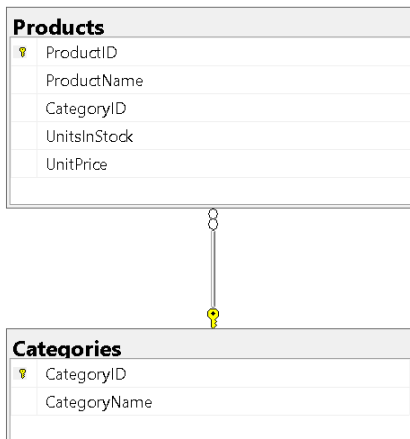 Products
ProductID
ProductName
CategoryID
UnitsInStock
UnitPrice
Categories
CategoryID
CategoryName